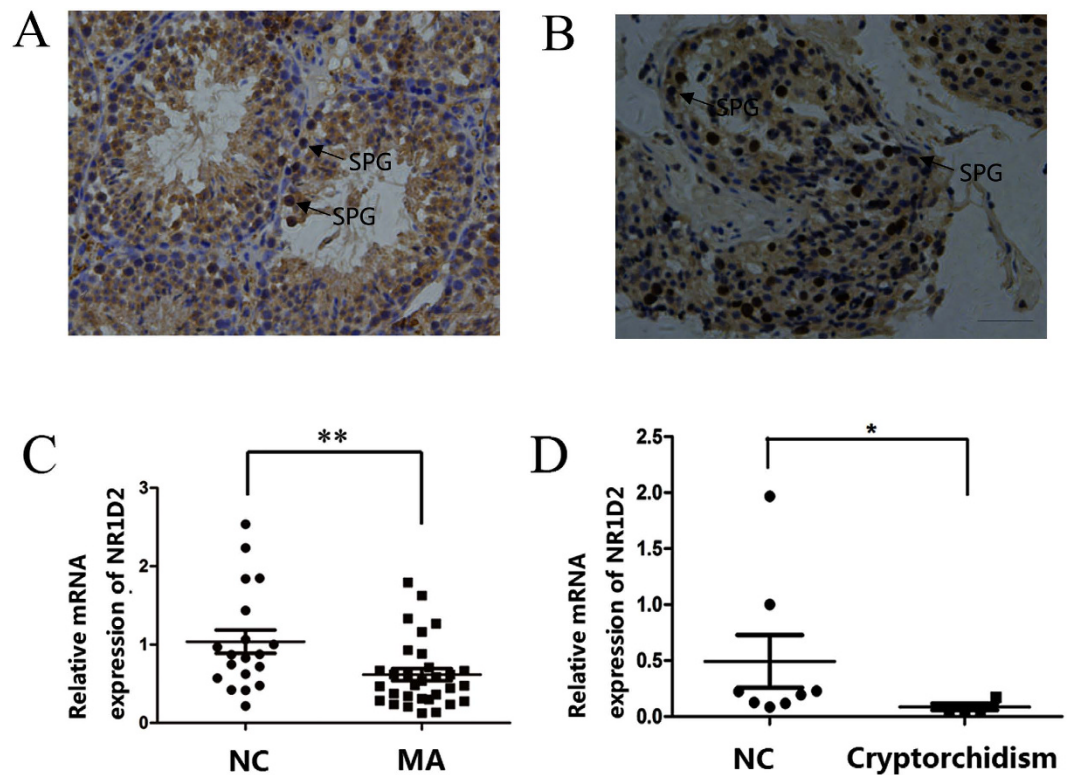 A
B
SPG
SPG
SPG
SPG
C
D
**
*
Relative mRNA
expression of NR1D2
3
2
1
0
NC
MA
Relative mRNA
expression of NR1D2
2.5
2.0
1.5
1.0
0.5
0.0
NC
Cryptorchidism